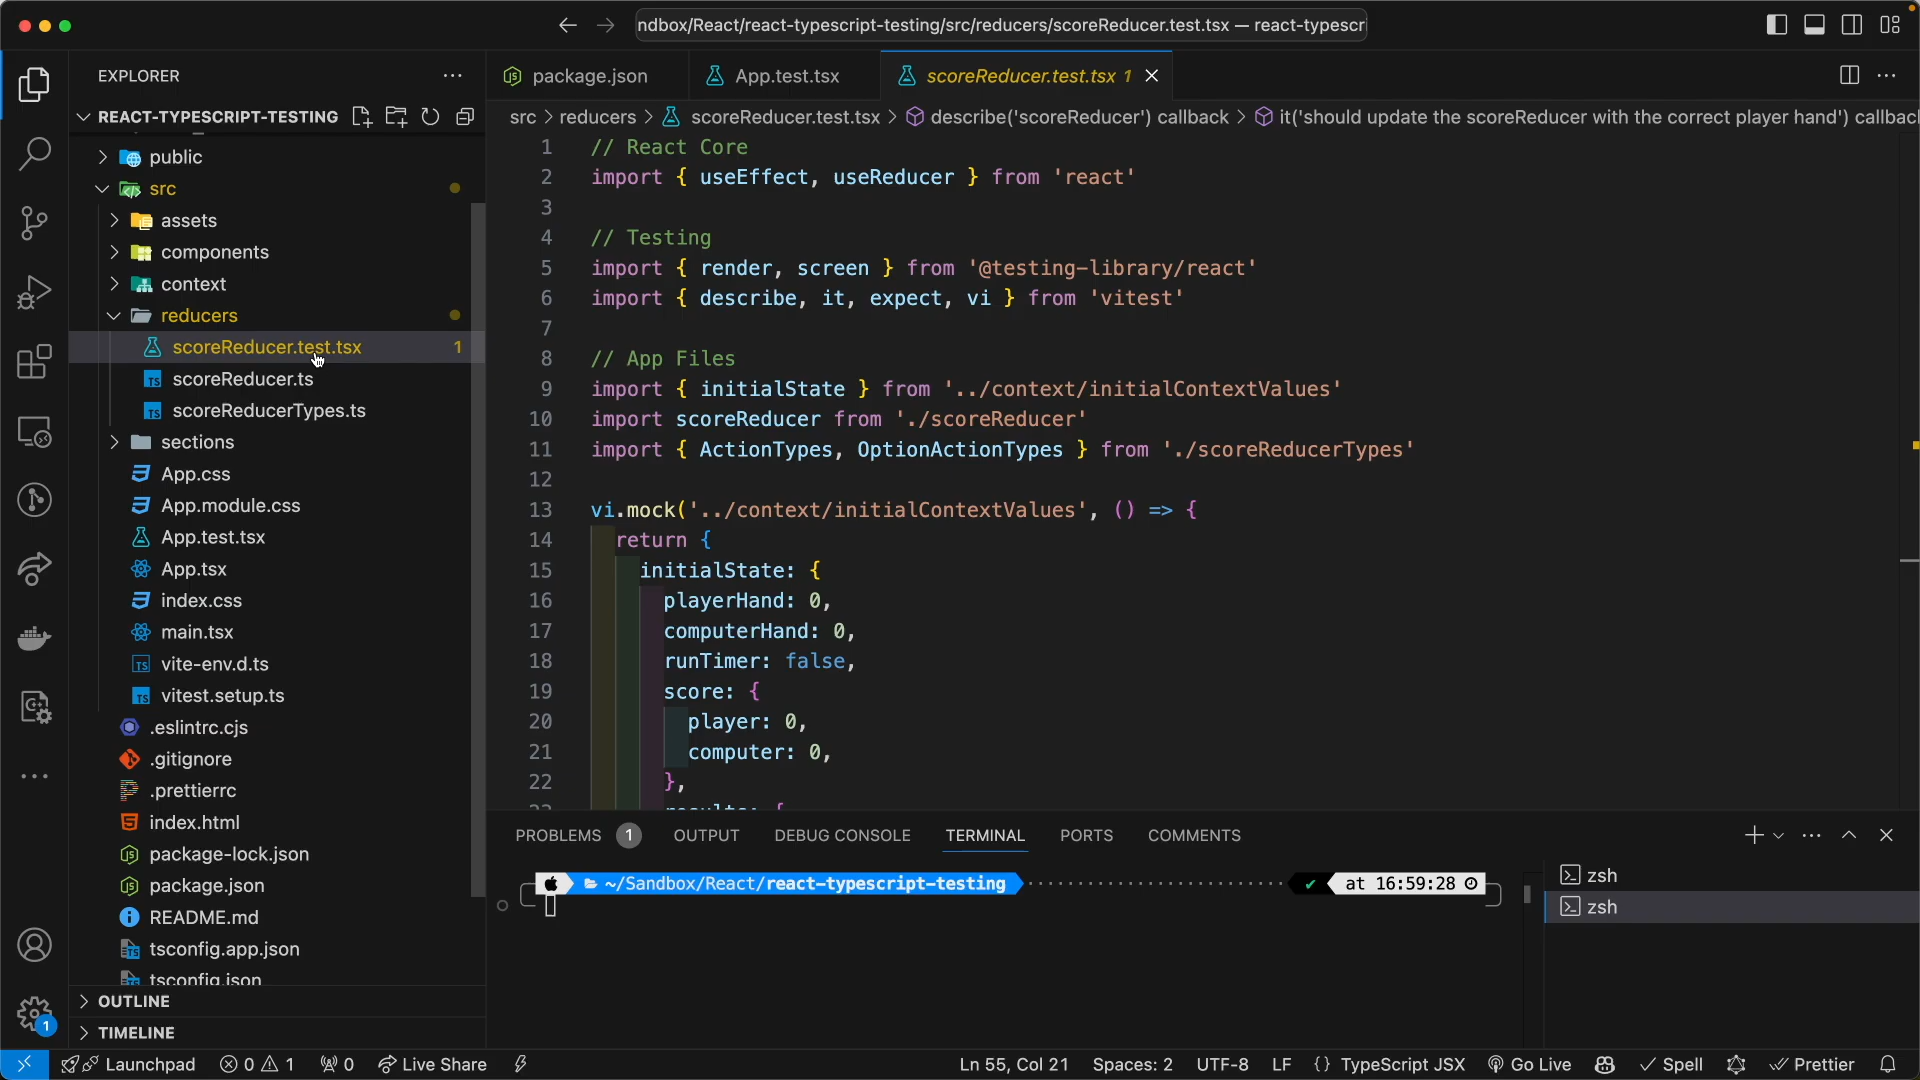 ndbox/React/react-typescript-testing/src/reducers/scoreReducer.test.tsx — react-typescr
EXPLORER
REACT-TYPESCRIPT-TESTING
public
src
assets
components
context
reducers
scoreReducer.test.tsx 1
scoreReducer.ts
scoreReducerTypes.ts
sections
App.css
App.module.css
App.test.tsx
App.tsx
index.css
main.tsx
vite-env.d.ts
vitest.setup.ts
.eslintrc.cjs
.gitignore
.prettierrc
index.html
package-lock.json
package.json
README.md
tsconfig.app.json
tsconfig.json
OUTLINE
TIMELINE
1
package.json App.test.tsx scoreReducer.test.tsx 1
src > reducers > scoreReducer.test.tsx > describe('scoreReducer') callback > it('should update the scoreReducer with the correct player hand') callbac
1 // React Core
2 import { useEffect, useReducer } from 'react'
3
4 // Testing
5 import { render, screen } from '@testing-library/react'
6 import { describe, it, expect, vi } from 'vitest'
7
8 // App Files
9 import { initialState } from '../context/initialContextValues'
10 import scoreReducer from './scoreReducer'
11 import { ActionTypes, OptionActionTypes } from './scoreReducerTypes'
12
13 vi.mock('../context/initialContextValues', () => {
14 return {
15 initialState: {
16 playerHand: 0,
17 computerHand: 0,
18 runTimer: false,
19 score: {
20 player: 0,
21 computer: 0,
22 },
PROBLEMS 1 OUTPUT DEBUG CONSOLE TERMINAL PORTS COMMENTS
~/Sandbox/React/react-typescript-testing ✔ at 16:59:28
zsh
zsh
Launchpad 0 1 0 Live Share Ln 55, Col 21 Spaces: 2 UTF-8 LF {} TypeScript JSX Go Live Spell Prettier